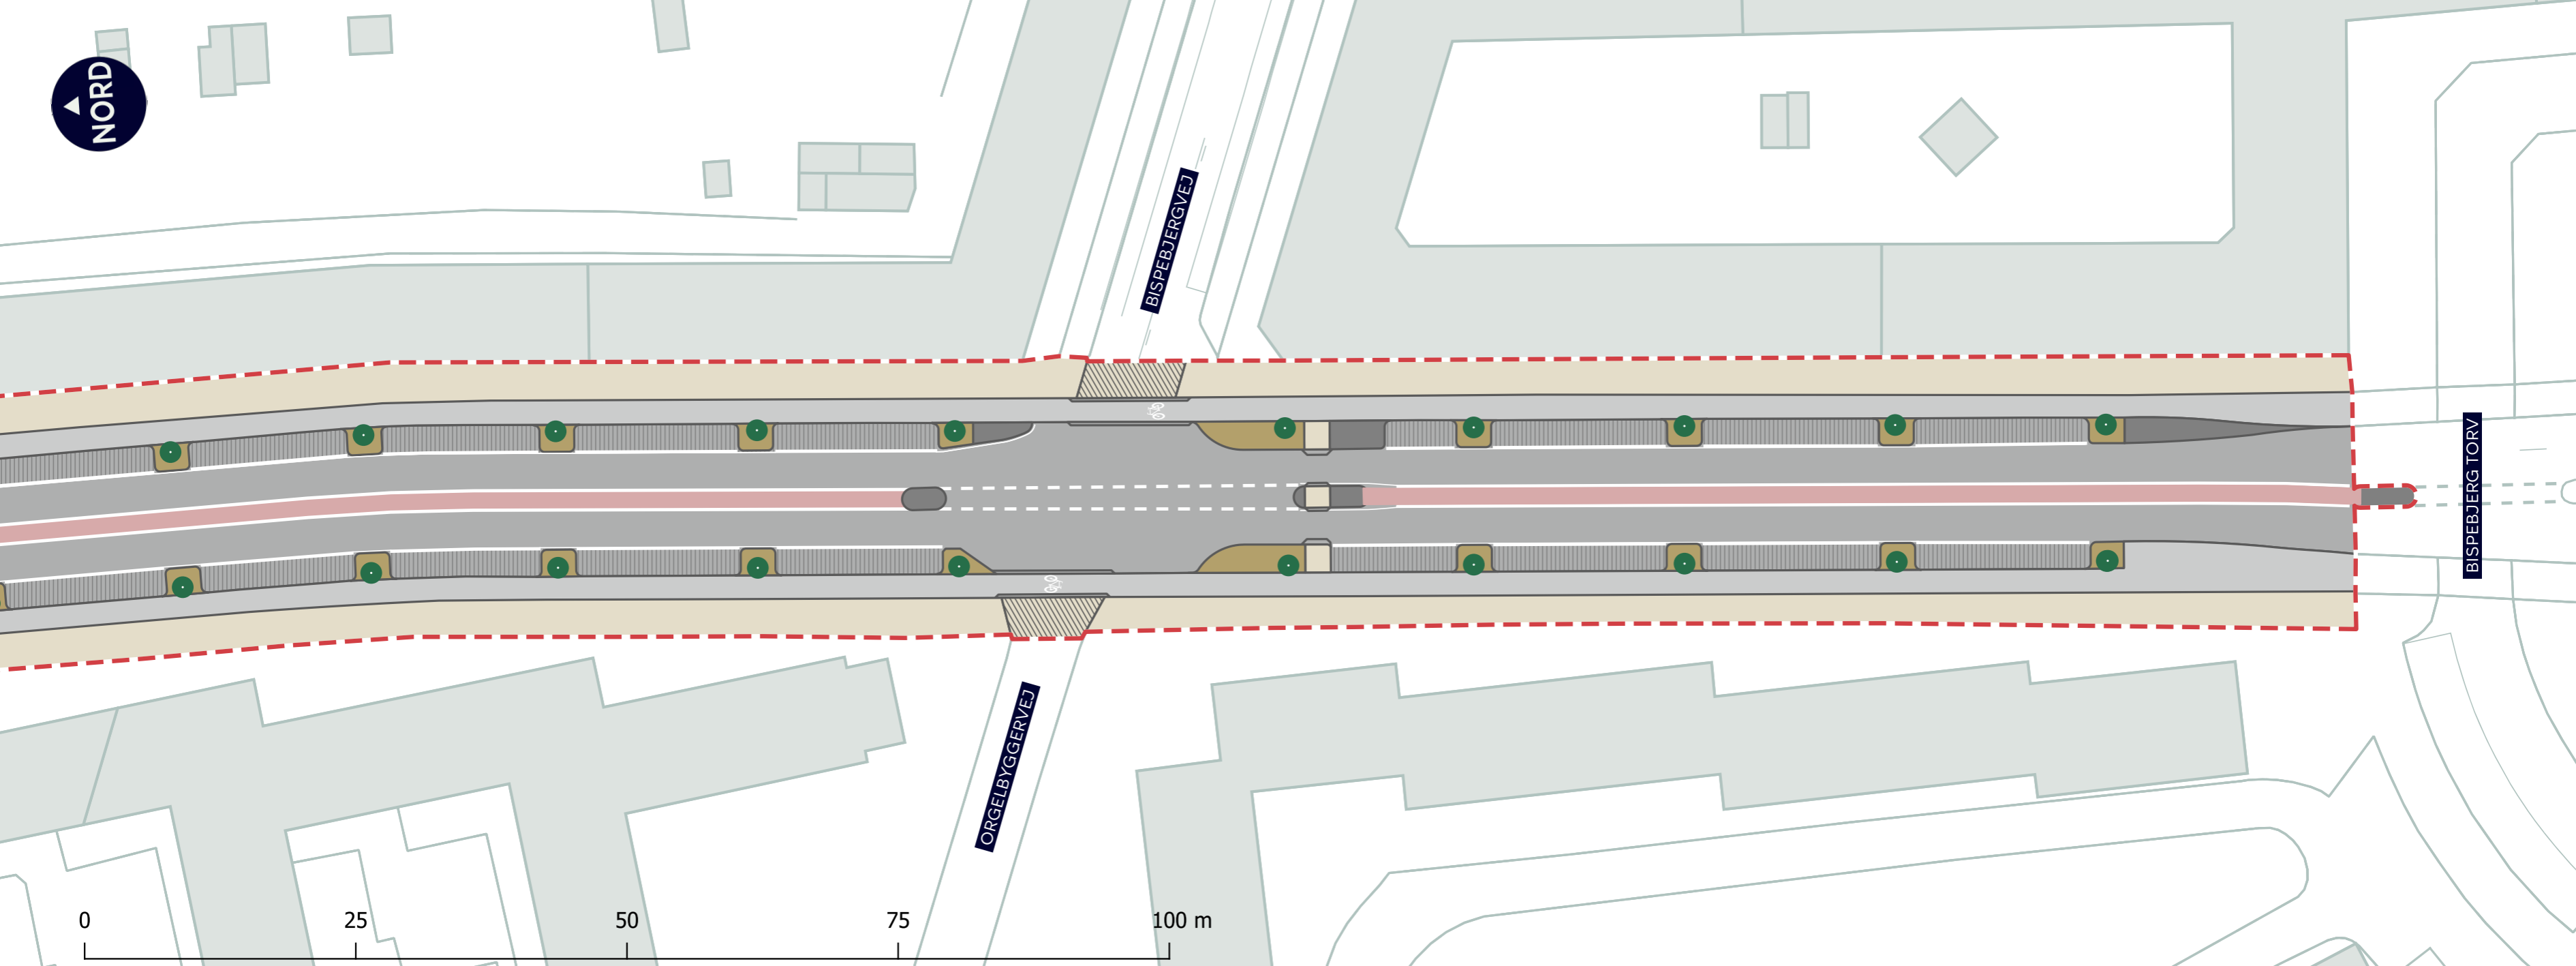 NORD
BISPEBJERGVEJ
BISPEBJERG TORV
ORGELBYGGERVEJ
0 25 50 75 100 m